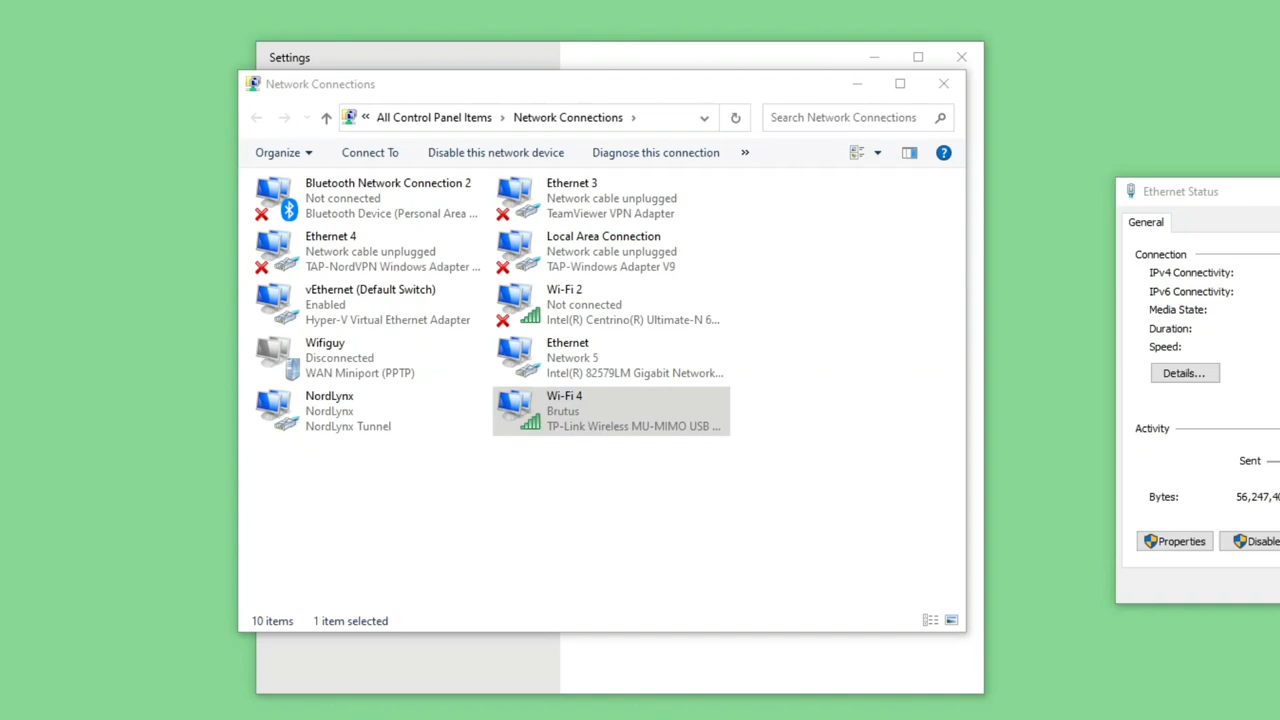 Settings
Network Connections
« All Control Panel Items › Network Connections ›
Search Network Connections
Organize
Connect To
Disable this network device
Diagnose this connection
»
Bluetooth Network Connection 2
Not connected
Bluetooth Device (Personal Area ...
Ethernet 3
Network cable unplugged
TeamViewer VPN Adapter
Ethernet 4
Network cable unplugged
TAP-NordVPN Windows Adapter ...
Local Area Connection
Network cable unplugged
TAP-Windows Adapter V9
vEthernet (Default Switch)
Enabled
Hyper-V Virtual Ethernet Adapter
Wi-Fi 2
Not connected
Intel(R) Centrino(R) Ultimate-N 6...
Wifiguy
Disconnected
WAN Miniport (PPTP)
Ethernet
Network 5
Intel(R) 82579LM Gigabit Network...
NordLynx
NordLynx
NordLynx Tunnel
Wi-Fi 4
Brutus
TP-Link Wireless MU-MIMO USB ...
10 items
1 item selected
Ethernet Status
General
Connection
IPv4 Connectivity:
IPv6 Connectivity:
Media State:
Duration:
Speed:
Details...
Activity
Sent
Bytes: 56,247,40
Properties
Disable